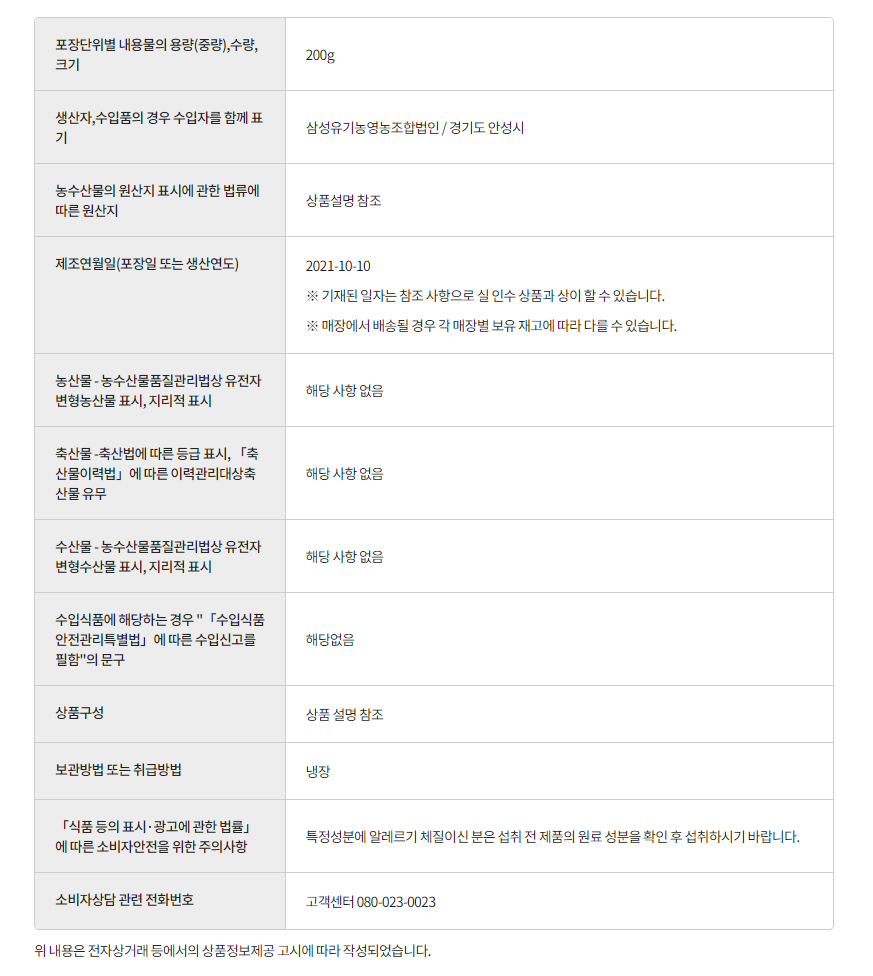 포장단위별 내용물의 용량(중량),수량,
크기
200g
생산자,수입품의 경우 수입자를 함께 표
기
삼성유기농영농조합법인 / 경기도 안성시
농수산물의 원산지 표시에 관한 법류에
따른 원산지
상품설명 참조
제조연월일(포장일 또는 생산연도)
2021-10-10
※ 기재된 일자는 참조 사항으로 실 인수 상품과 상이 할 수 있습니다.
※ 매장에서 배송될 경우 각 매장별 보유 재고에 따라 다를 수 있습니다.
농산물 - 농수산물품질관리법상 유전자
변형농산물 표시, 지리적 표시
해당 사항 없음
축산물 -축산법에 따른 등급 표시, 「축
산물이력법」에 따른 이력관리대상축
산물 유무
해당 사항 없음
수산물 - 농수산물품질관리법상 유전자
변형수산물 표시, 지리적 표시
해당 사항 없음
수입식품에 해당하는 경우 "「수입식품
안전관리특별법」에 따른 수입신고를
필함"의 문구
해당없음
상품구성
상품 설명 참조
보관방법 또는 취급방법
냉장
「식품 등의 표시·광고에 관한 법률」
에 따른 소비자안전을 위한 주의사항
특정성분에 알레르기 체질이신 분은 섭취 전 제품의 원료 성분을 확인 후 섭취하시기 바랍니다.
소비자상담 관련 전화번호
고객센터 080-023-0023
위 내용은 전자상거래 등에서의 상품정보제공 고시에 따라 작성되었습니다.